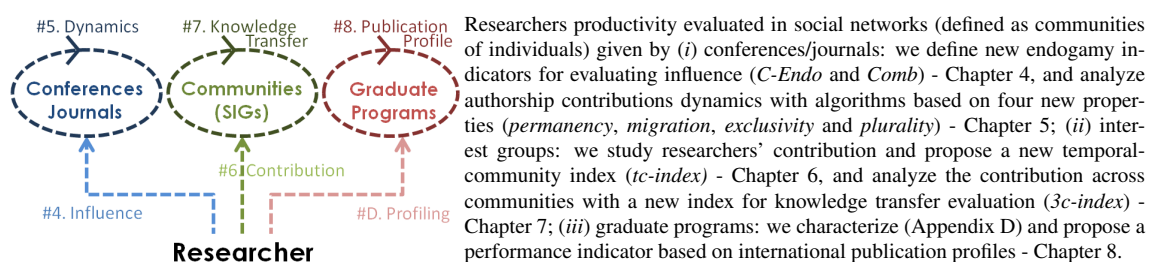 #5. Dynamics
#7. Knowledge
Transfer
#8. Publication
Profile
Conferences
Journals
Communities
(SIGs)
Graduate
Programs
#6. Contribution
#4. Influence
#D. Profiling
Researcher
Researchers productivity evaluated in social networks (defined as communities
of individuals) given by (i) conferences/journals: we define new endogamy in-
dicators for evaluating influence (C-Endo and Comb) - Chapter 4, and analyze
authorship contributions dynamics with algorithms based on four new proper-
ties (permanency, migration, exclusivity and plurality) - Chapter 5; (ii) inter-
est groups: we study researchers’ contribution and propose a new temporal-
community index (tc-index) - Chapter 6, and analyze the contribution across
communities with a new index for knowledge transfer evaluation (3c-index) -
Chapter 7; (iii) graduate programs: we characterize (Appendix D) and propose a
performance indicator based on international publication profiles - Chapter 8.